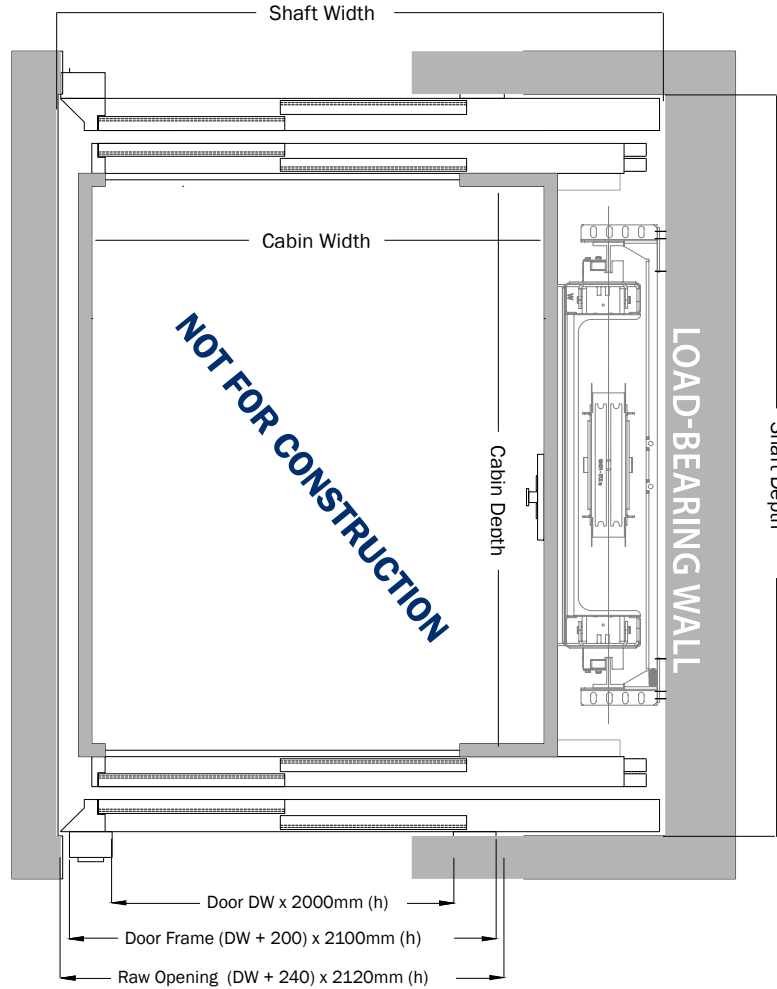 Shaft Width
Cabin Width
NOT FOR CONSTRUCTION
Cabin Depth
LOAD-BEARING WALL
Shaft Depth
Door DW x 2000mm (h)
Door Frame (DW + 200) x 2100mm (h)
Raw Opening (DW + 240) x 2120mm (h)